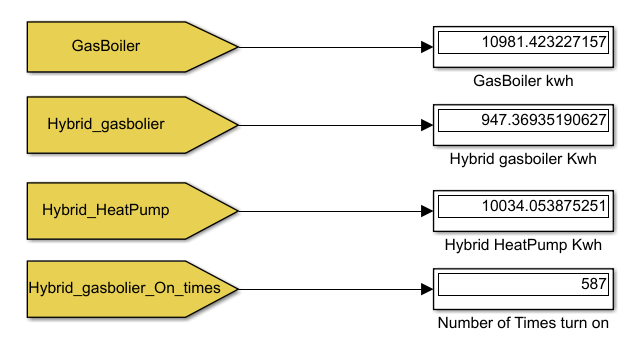 GasBoiler
10981.423227157
GasBoiler kwh
Hybrid_gasbolier
947.36935190627
Hybrid gasboiler Kwh
Hybrid_HeatPump
10034.053875251
Hybrid HeatPump Kwh
Hybrid_gasbolier_On_times
587
Number of Times turn on